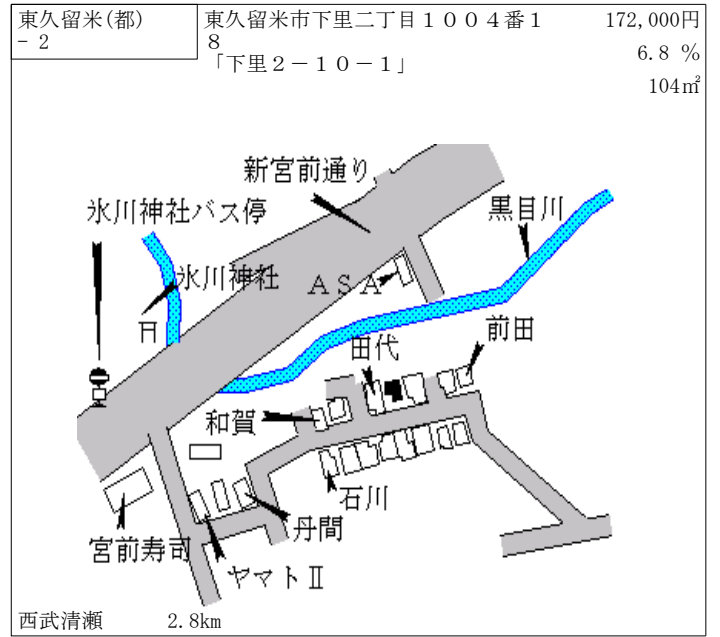 東久留米(都)
- 2
東久留米市下里二丁目１００４番１
８
「下里２－１０－１」
172,000円
6.8 %
104㎡
新宮前通り
氷川神社バス停
黒目川
氷川神社
ＡＳＡ
前田
田代
和賀
石川
丹間
宮前寿司
ヤマトⅡ
西武清瀬 2.8km